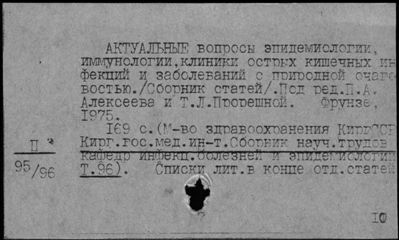 АКТУАЛЬНЫЕ вопросы эпидемиологии,
иммунологии,клиники острых кишечных ин-
фекций и заболеваний с природной очаго-
востью./Сборник статей/.Под ред.П.А.
Алексеева и Т.Л.Прорешной. Фрунзе,
1975.
169 с.(М-во здравоохранения КиргССР
Кирг.гос.мед.ин-т.Сборник науч.трудов
кафедр инфекц.болезней и эпидемиологии
Т.96). Списки лит.в конце отд.статей
II
95/96
10